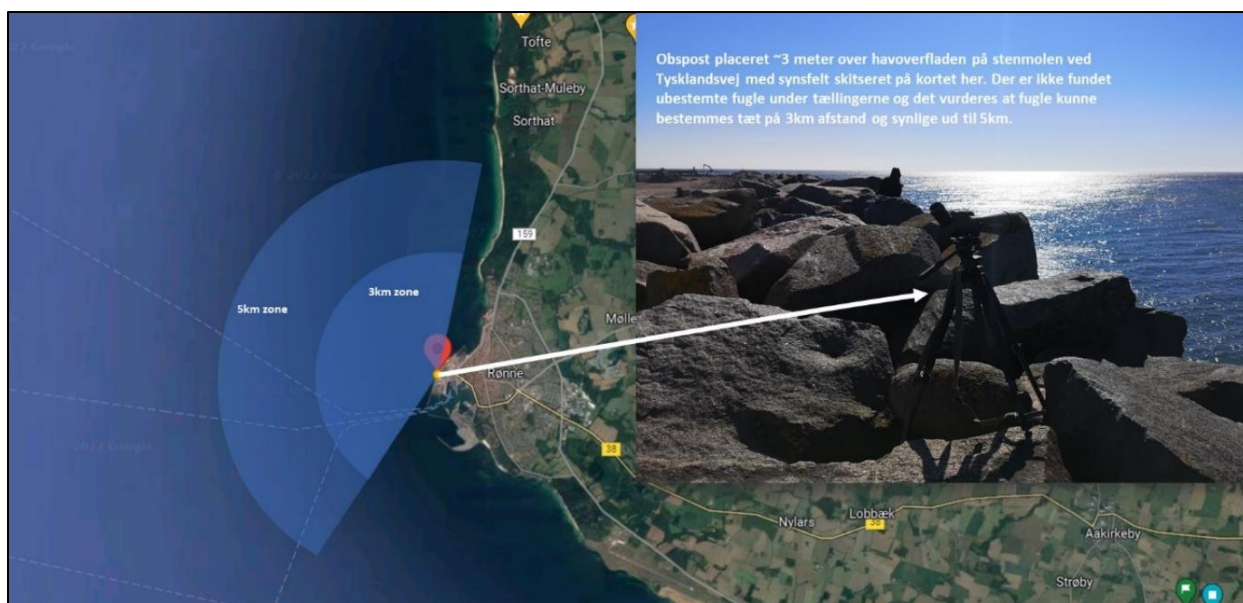 Obspost placeret ~3 meter over havoverfladen på stenmolen ved
Tysklandsvej med synsfelt skitseret på kortet her. Der er ikke fundet
ubestemte fugle under tællingerne og det vurderes at fugle kunne
bestemmes tæt på 3km afstand og synlige ud til 5km.
Tofte
Sorthat-Muleby
Sorthat
159
5km zone
3km zone
Mølle
Rønne
38
Nylars
Lobbæk
38
Aakirkeby
Strøby